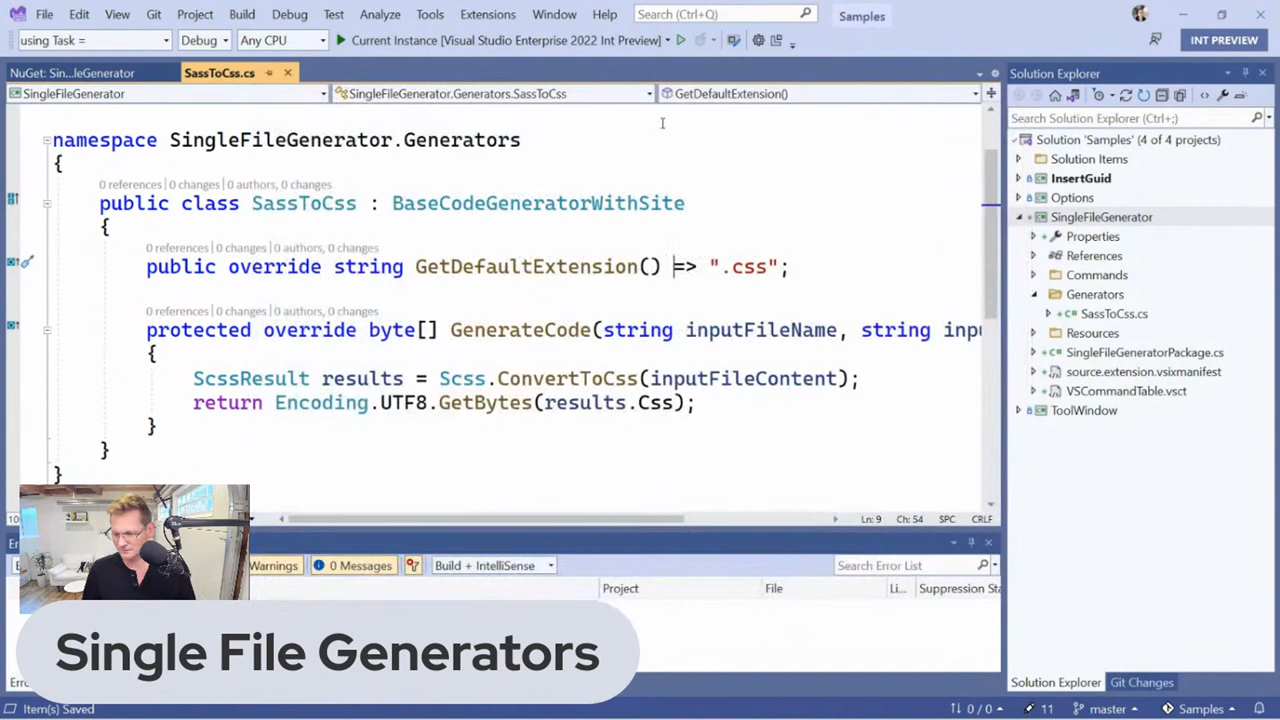 File Edit View Git Project Build Debug Test Analyze Tools Extensions Window Help Search (Ctrl+Q) Samples
using Task = Debug Any CPU Current Instance [Visual Studio Enterprise 2022 Int Preview] INT PREVIEW
NuGet: Sin...leGenerator SassToCss.cs
SingleFileGenerator SingleFileGenerator.Generators.SassToCss GetDefaultExtension()
namespace SingleFileGenerator.Generators
{
0 references | 0 changes | 0 authors, 0 changes
public class SassToCss : BaseCodeGeneratorWithSite
{
0 references | 0 changes | 0 authors, 0 changes
public override string GetDefaultExtension() => ".css";
0 references | 0 changes | 0 authors, 0 changes
protected override byte[] GenerateCode(string inputFileName, string inpu
{
ScssResult results = Scss.ConvertToCss(inputFileContent);
return Encoding.UTF8.GetBytes(results.Css);
}
}
}
Ln: 9 Ch: 54 SPC CRLF
Warnings 0 Messages Build + IntelliSense Search Error List
Project File Li... Suppression Sta
Single File Generators
Item(s) Saved 0 / 0 11 master Samples
Solution Explorer
Search Solution Explorer (Ctrl+;)
Solution 'Samples' (4 of 4 projects)
Solution Items
InsertGuid
Options
SingleFileGenerator
Properties
References
Commands
Generators
SassToCss.cs
Resources
SingleFileGeneratorPackage.cs
source.extension.vsixmanifest
VSCommandTable.vsct
ToolWindow
Solution Explorer Git Changes